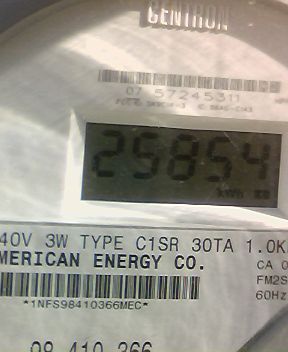 CENTRON
07 57245311
25854
kWh
40V 3W TYPE C1SR 30TA 1.0K
MERICAN ENERGY CO.
CA 0
FM2S
*1NFS98410366MEC*
60Hz
98 410 366